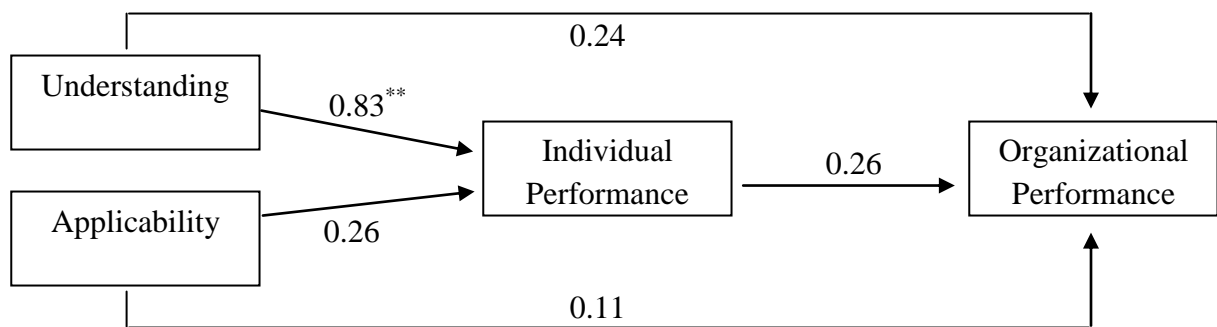 0.24
Understanding
0.83**
Individual
Performance
0.26
Organizational
Performance
Applicability
0.26
0.11